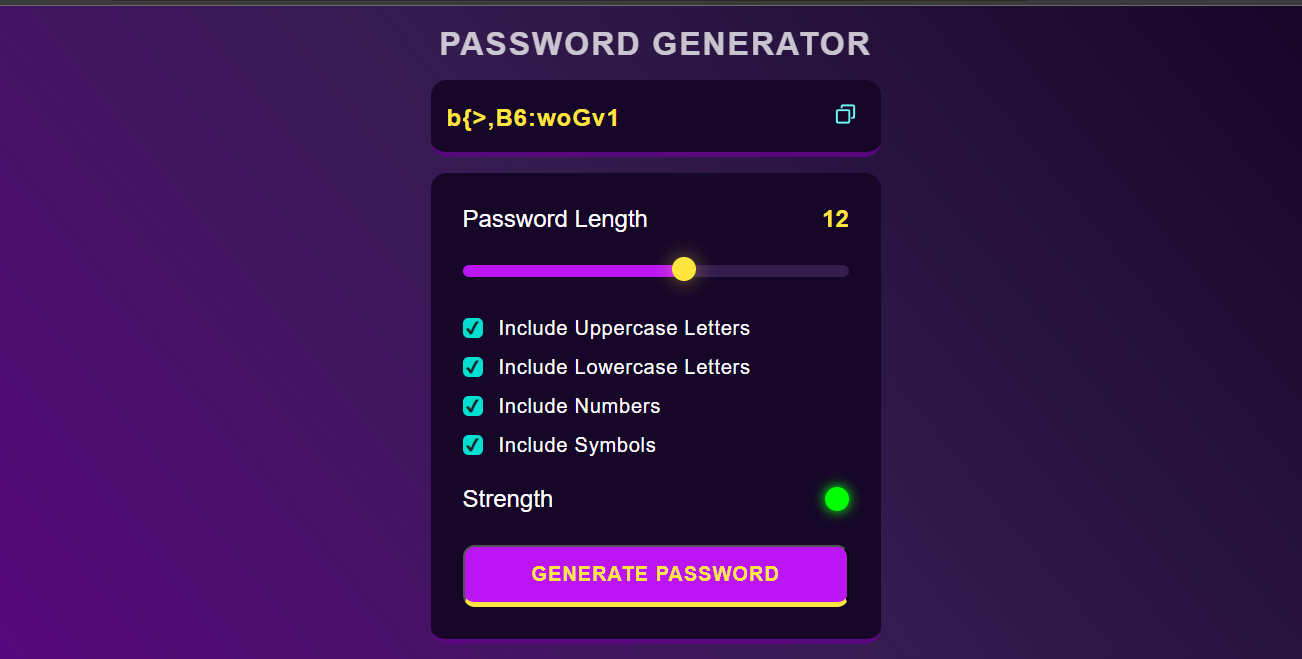 PASSWORD GENERATOR
b{>,B6:woGv1
Password Length 12
Include Uppercase Letters
Include Lowercase Letters
Include Numbers
Include Symbols
Strength
GENERATE PASSWORD